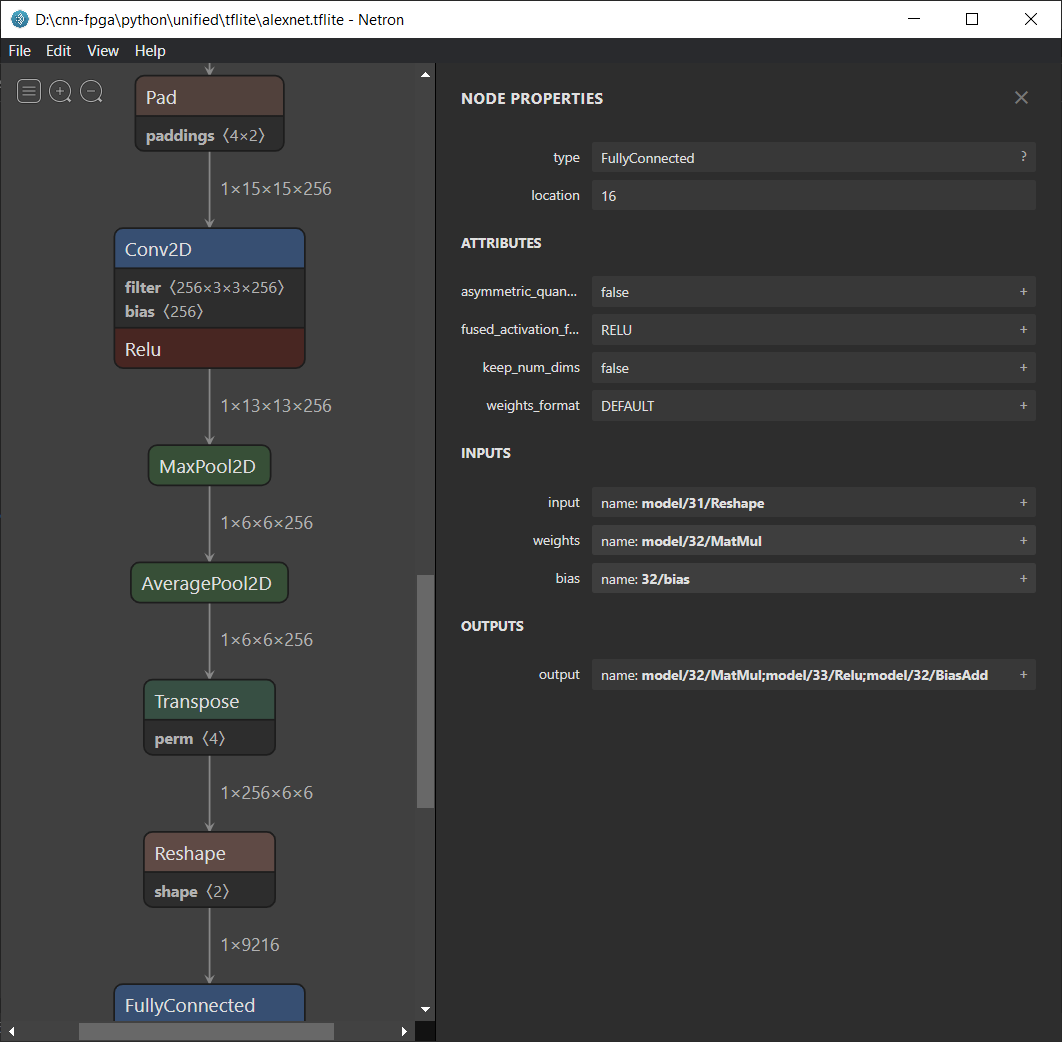 D:\cnn-fpga\python\unified\tflite\alexnet.tflite - Netron
File Edit View Help
Pad
paddings 〈4×2〉
1×15×15×256
Conv2D
filter 〈256×3×3×256〉
bias 〈256〉
Relu
1×13×13×256
MaxPool2D
1×6×6×256
AveragePool2D
1×6×6×256
Transpose
perm 〈4〉
1×256×6×6
Reshape
shape 〈2〉
1×9216
FullyConnected
NODE PROPERTIES
type FullyConnected ?
location 16
ATTRIBUTES
asymmetric_quan... false +
fused_activation_f... RELU +
keep_num_dims false +
weights_format DEFAULT +
INPUTS
input name: model/31/Reshape +
weights name: model/32/MatMul +
bias name: 32/bias +
OUTPUTS
output name: model/32/MatMul;model/33/Relu;model/32/BiasAdd +